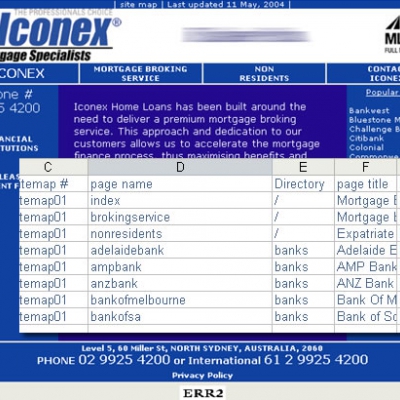 | site map | Last updated 11 May, 2004 |
THE PROFESSIONALS CHOICE
Iconex®
gage Specialists
FULL
CONEX
MORTGAGE BROKING SERVICE
NON RESIDENTS
CONTA
ICONE
one #
5 4200
ANCIAL
TUTIONS
Iconex Home Loans has been built around the
need to deliver a premium mortgage broking
service. This approach and dedication to our
customers allows us to accelerate the mortgage
finance process, thus maximising benefits and
Popular
Bankwest
Bluestone M
Challenge B
Citibank
Colonial
Commonwe
C D E F
temap # page name Directory page title
temap01 index / Mortgage B
temap01 brokingservice / Mortgage b
temap01 nonresidents / Expatriate
temap01 adelaidebank banks Adelaide E
temap01 ampbank banks AMP Bank
temap01 anzbank banks ANZ Bank
temap01 bankofmelbourne banks Bank Of M
temap01 bankofsa banks Bank of So
Level 5, 60 Miller St, NORTH SYDNEY, AUSTRALIA, 2060
PHONE 02 9925 4200 or International 61 2 9925 4200
Privacy Policy
ERR2